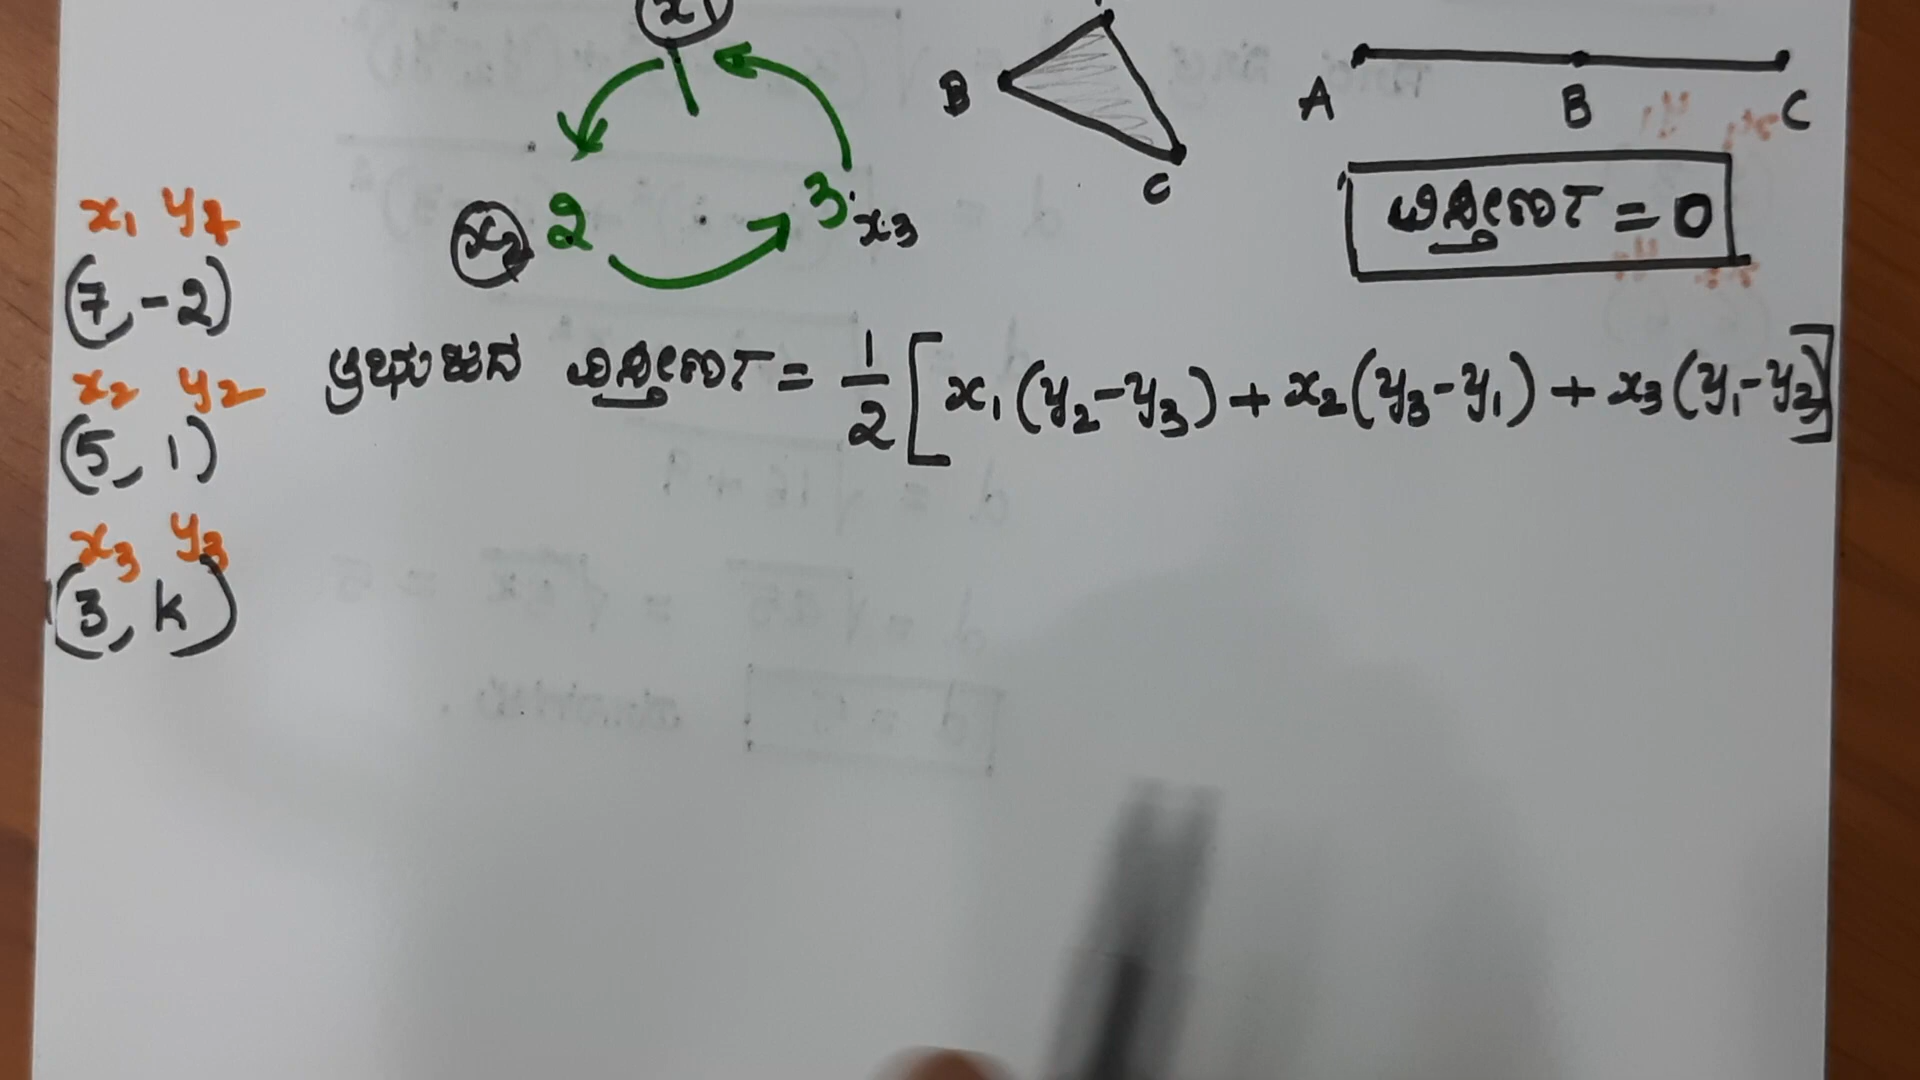 x1
B
C
A B C
2 3 x3
x2
ವಿಸ್ತೀರ್ಣ = 0
x1 y1
(7, -2)
ತ್ರಿಭುಜದ ವಿಸ್ತೀರ್ಣ = 1/2 [x1(y2-y3) + x2(y3-y1) + x3(y1-y2)]
x2 y2
(5, 1)
x3 y3
(3, k)